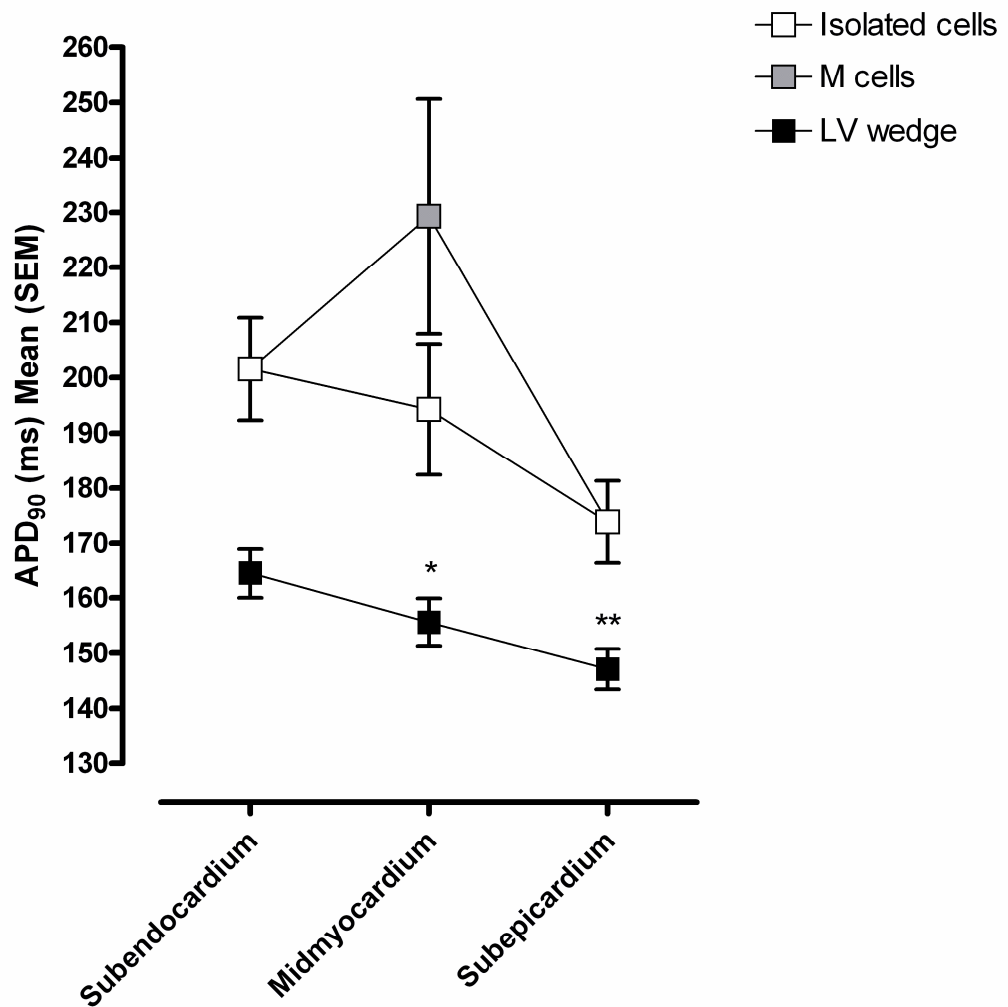 Isolated cells
M cells
LV wedge
APD90 (ms) Mean (SEM)
260
250
240
230
220
210
200
190
180
170
160
150
140
130
*
**
Subendocardium
Midmyocardium
Subepicardium